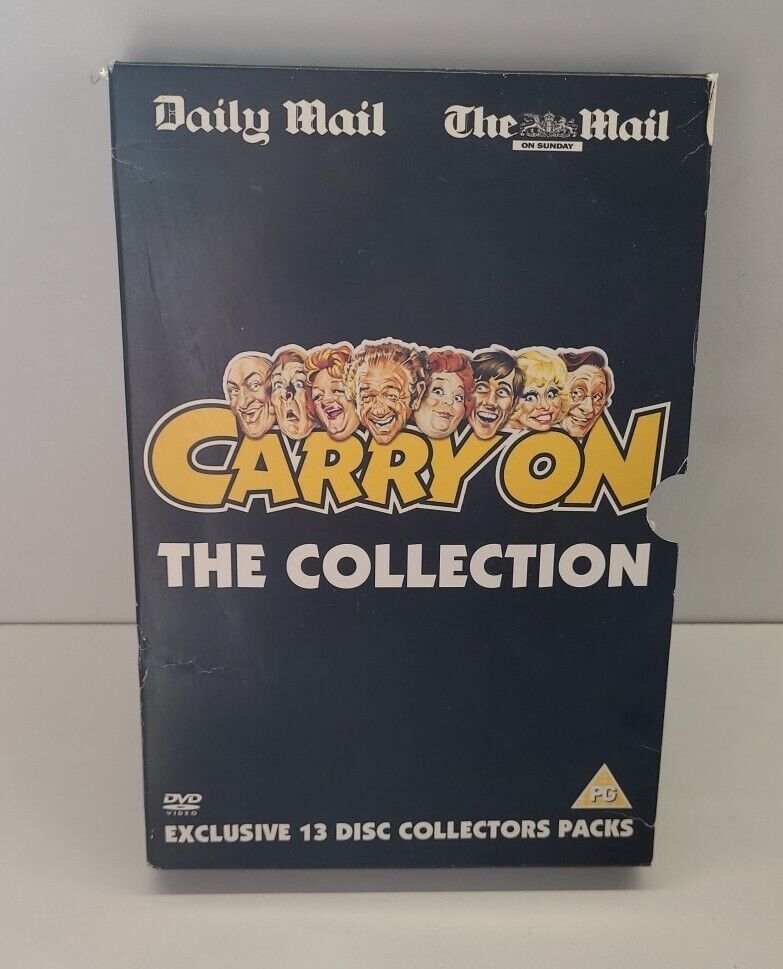 Daily Mail
The Mail
ON SUNDAY
CARRY ON
THE COLLECTION
DVD
VIDEO
PG
EXCLUSIVE 13 DISC COLLECTORS PACKS